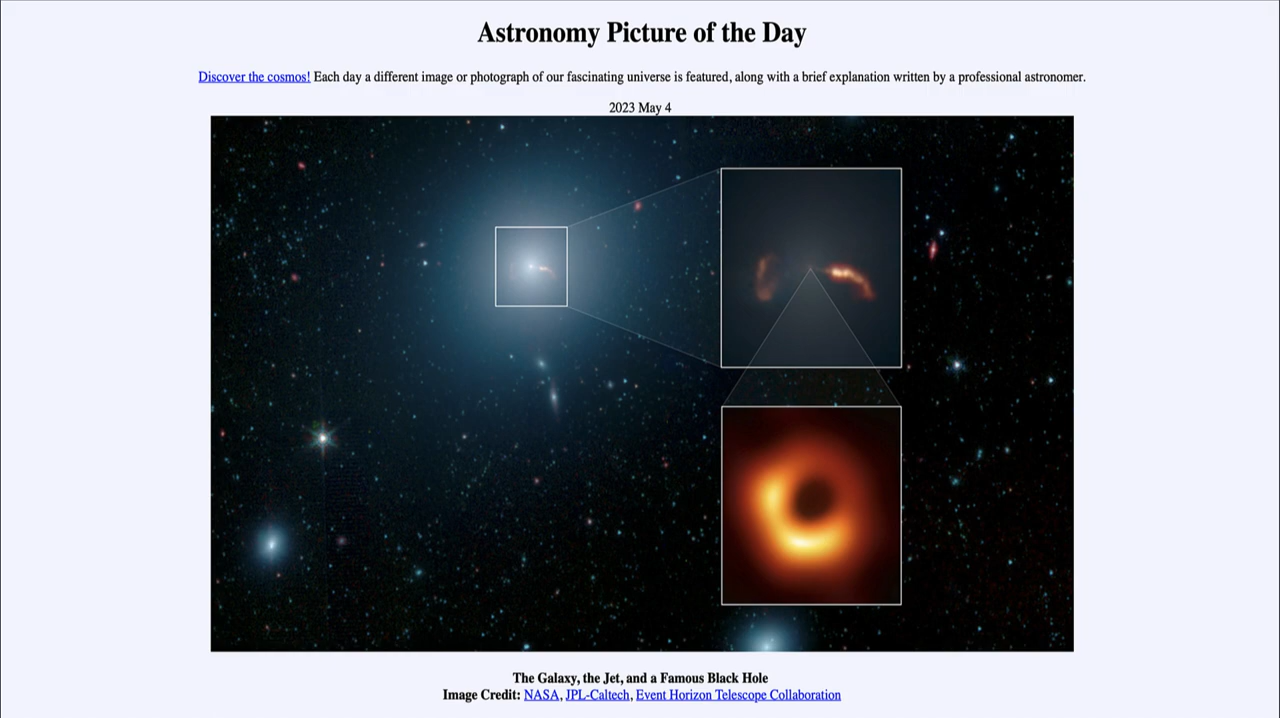 Astronomy Picture of the Day
Discover the cosmos! Each day a different image or photograph of our fascinating universe is featured, along with a brief explanation written by a professional astronomer.
2023 May 4
The Galaxy, the Jet, and a Famous Black Hole
Image Credit: NASA, JPL-Caltech, Event Horizon Telescope Collaboration